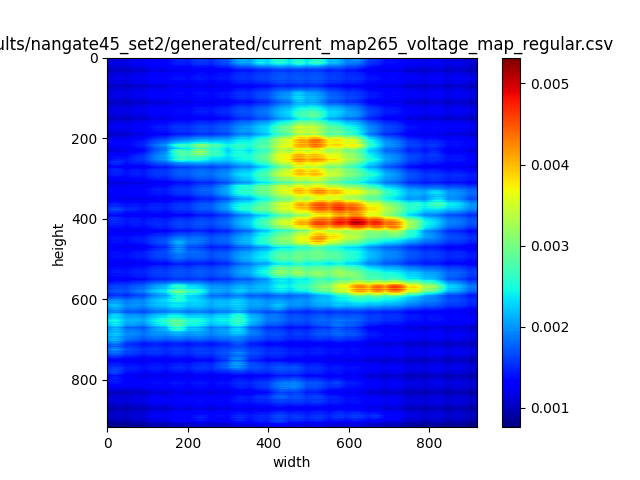 ults/nangate45_set2/generated/current_map265_voltage_map_regular.csv
0
200
400
600
800
height
0 200 400 600 800
width
0.005
0.004
0.003
0.002
0.001